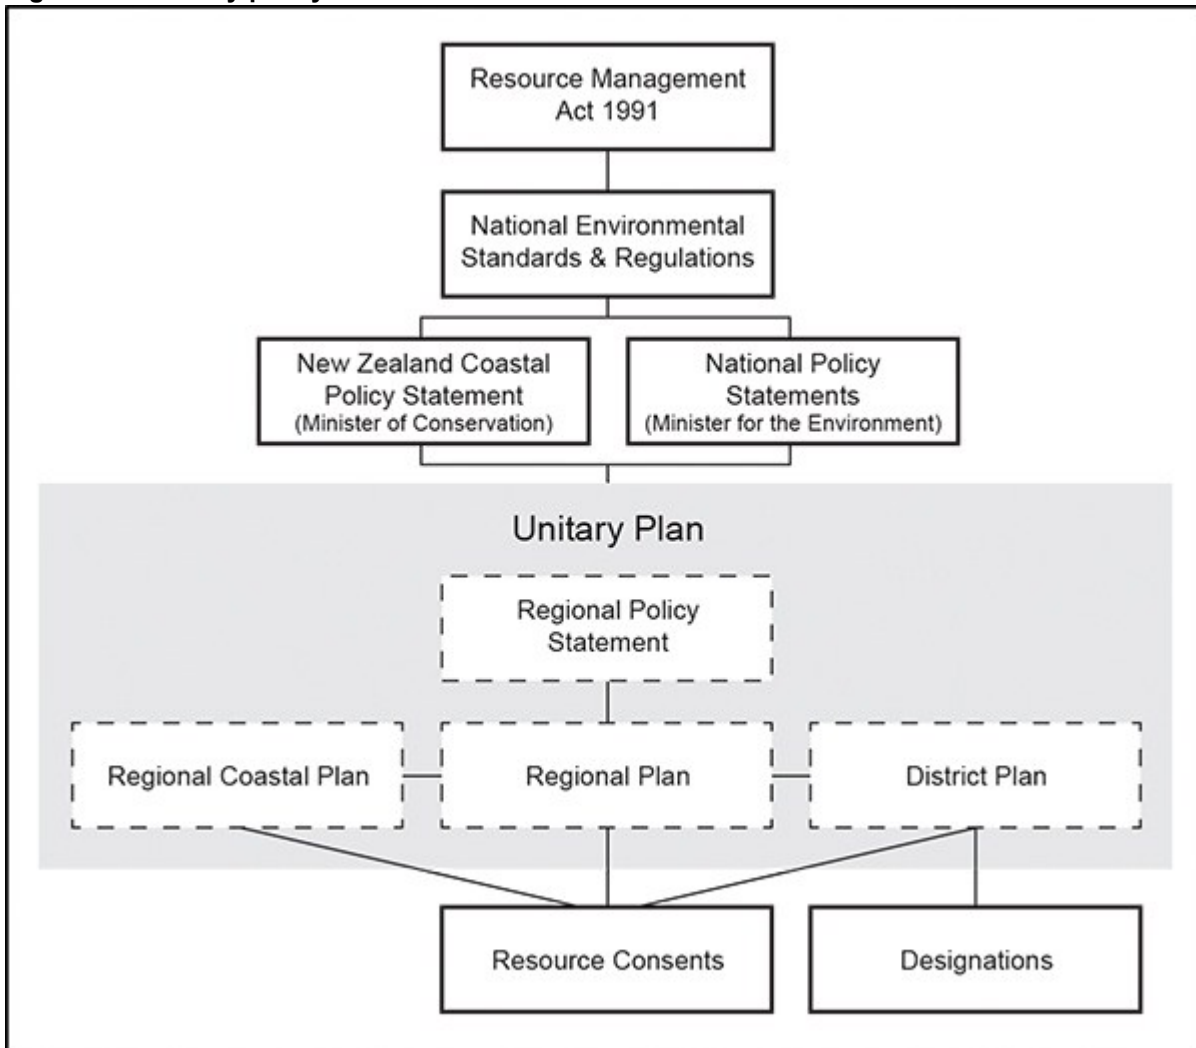 Resource Management
Act 1991
National Environmental
Standards & Regulations
New Zealand Coastal
Policy Statement
(Minister of Conservation)
National Policy
Statements
(Minister for the Environment)
Unitary Plan
Regional Policy
Statement
Regional Coastal Plan
Regional Plan
District Plan
Resource Consents
Designations